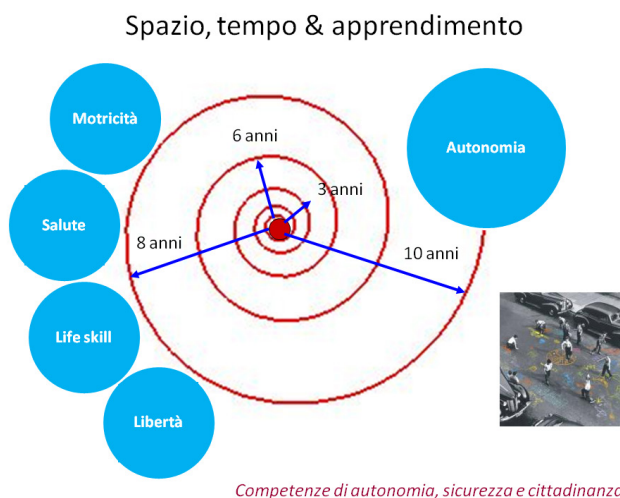 Spazio, tempo & apprendimento
Motricità
6 anni
Autonomia
3 anni
Salute
8 anni
10 anni
Life skill
Libertà
Competenze di autonomia, sicurezza e cittadinanza